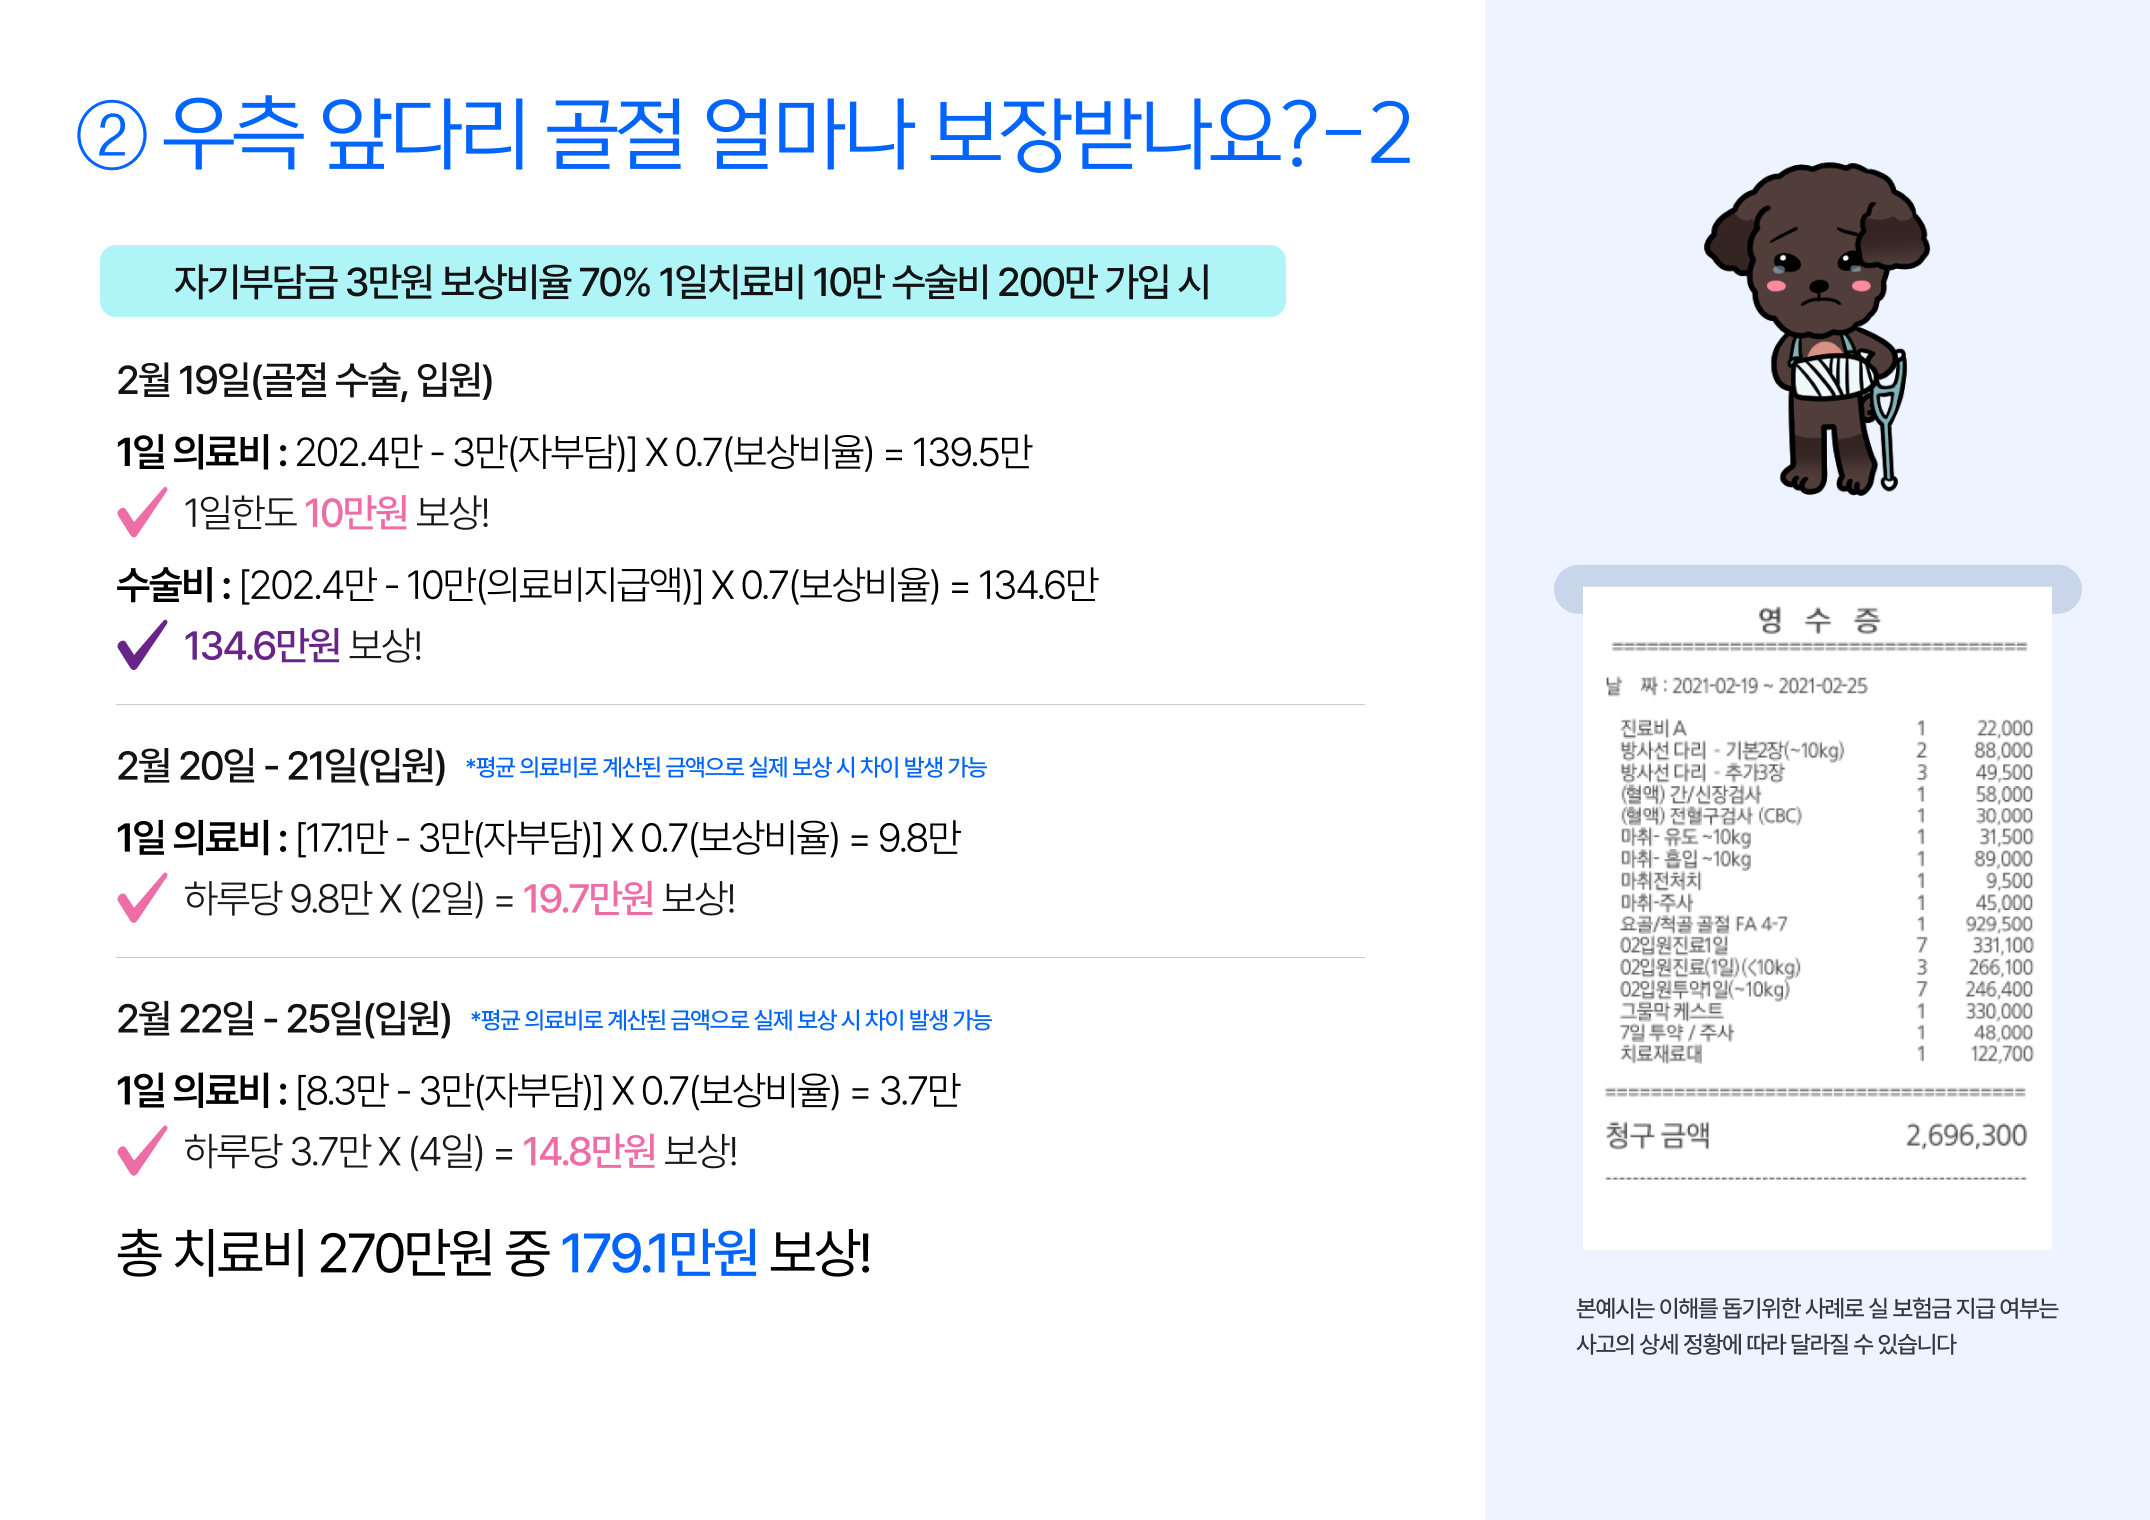 ② 우측 앞다리 골절 얼마나 보장받나요?-2
자기부담금 3만원 보상비율 70% 1일치료비 10만 수술비 200만 가입 시
2월 19일(골절 수술, 입원)
1일 의료비 : 202.4만 - 3만(자부담)] X 0.7(보상비율) = 139.5만
1일한도 10만원 보상!
수술비 : [202.4만 - 10만(의료비지급액)] X 0.7(보상비율) = 134.6만
134.6만원 보상!
2월 20일 - 21일(입원) *평균 의료비로 계산된 금액으로 실제 보상 시 차이 발생 가능
1일 의료비 : [17.1만 - 3만(자부담)] X 0.7(보상비율) = 9.8만
하루당 9.8만 X (2일) = 19.7만원 보상!
2월 22일 - 25일(입원) *평균 의료비로 계산된 금액으로 실제 보상 시 차이 발생 가능
1일 의료비 : [8.3만 - 3만(자부담)] X 0.7(보상비율) = 3.7만
하루당 3.7만 X (4일) = 14.8만원 보상!
총 치료비 270만원 중 179.1만원 보상!
영 수 증
날 짜 : 2021-02-19 ~ 2021-02-25
진료비 A 1 22,000
방사선 다리 - 기본2장(~10kg) 2 88,000
방사선 다리 - 추가3장 3 49,500
(혈액) 간/신장검사 1 58,000
(혈액) 전혈구검사 (CBC) 1 30,000
마취- 유도 ~10kg 1 31,500
마취- 흡입 ~10kg 1 89,000
마취전처치 1 9,500
마취-주사 1 45,000
요골/척골 골절 FA 4-7 1 929,500
02입원진료1일 7 331,100
02입원진료(1일)(<10kg) 3 266,100
02입원투약1일(~10kg) 7 246,400
그물막 케스트 1 330,000
7일 투약 / 주사 1 48,000
치료재료대 1 122,700
청구 금액 2,696,300
본예시는 이해를 돕기위한 사례로 실 보험금 지급 여부는
사고의 상세 정황에 따라 달라질 수 있습니다